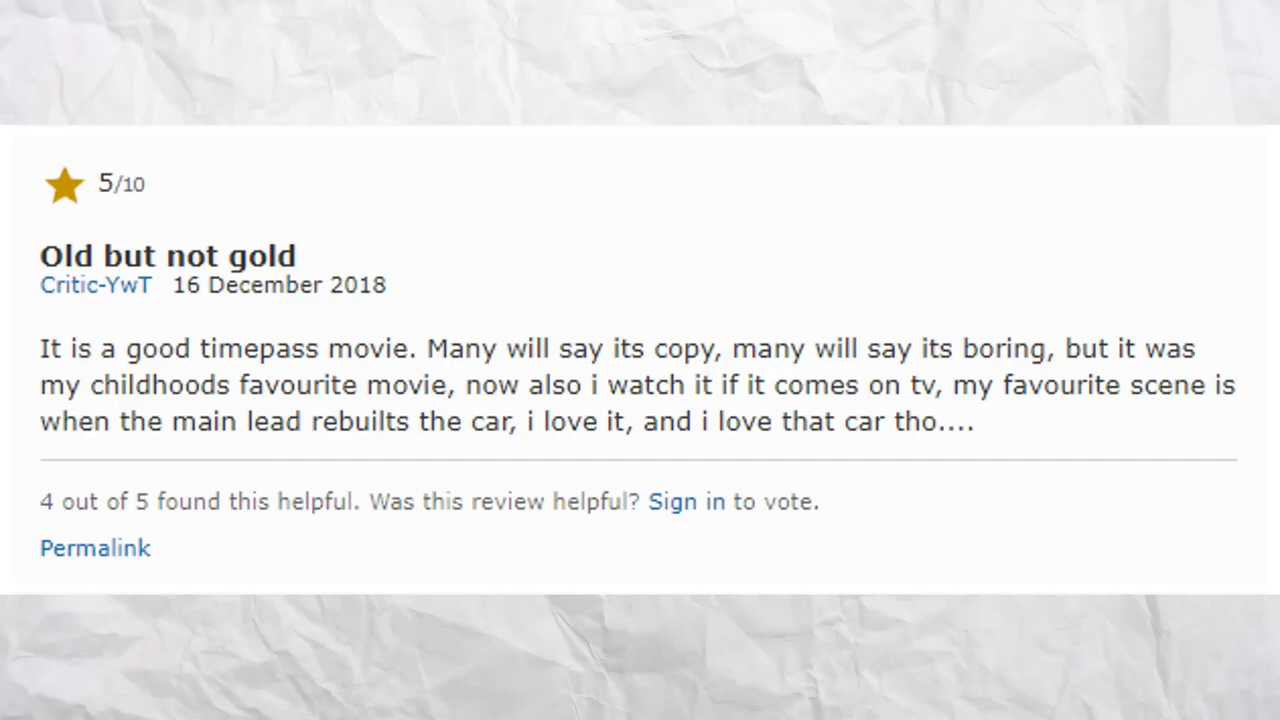 5/10
Old but not gold
Critic-YwT 16 December 2018
It is a good timepass movie. Many will say its copy, many will say its boring, but it was
my childhoods favourite movie, now also i watch it if it comes on tv, my favourite scene is
when the main lead rebuilts the car, i love it, and i love that car tho....
4 out of 5 found this helpful. Was this review helpful? Sign in to vote.
Permalink